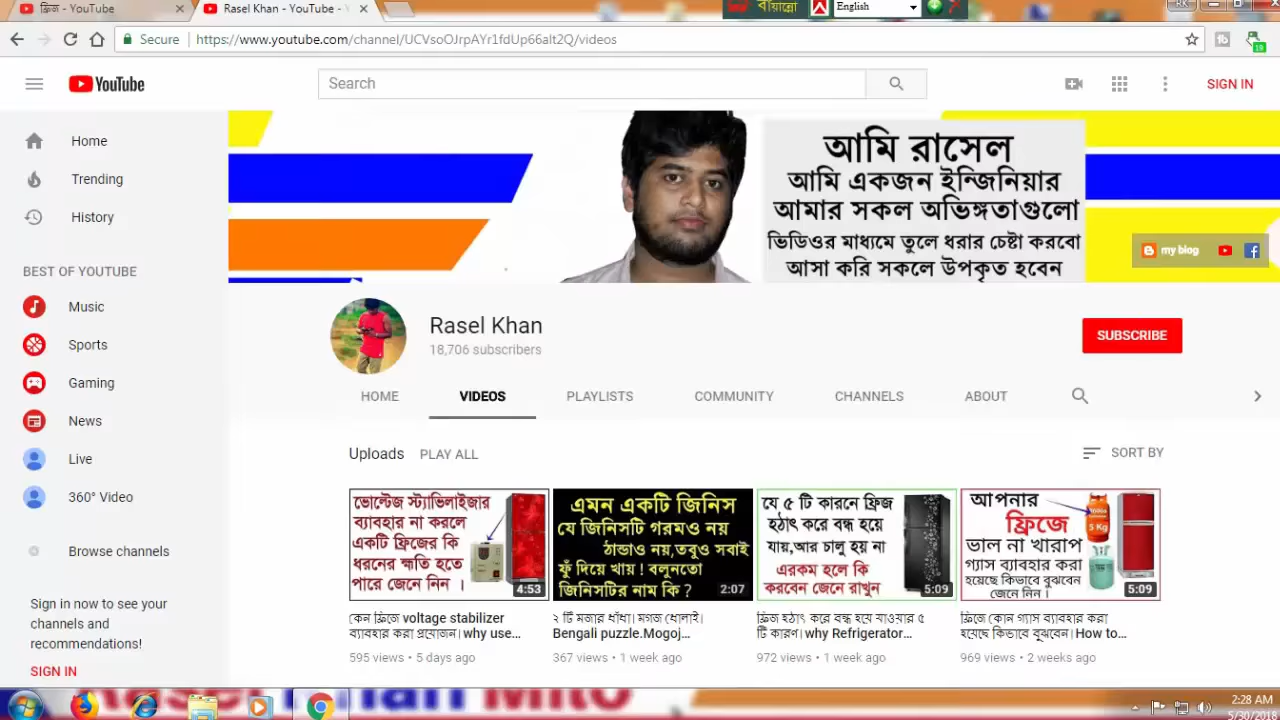 ফ্রিজ - YouTube
Rasel Khan - YouTube -
English
RK
Secure
https://www.youtube.com/channel/UCVsoOJrpAYr1fdUp66aIt2Q/videos
19
YouTube
Search
SIGN IN
Home
Trending
History
BEST OF YOUTUBE
Music
Sports
Gaming
News
Live
360° Video
Browse channels
Sign in now to see your
channels and
recommendations!
SIGN IN
আমি রাসেল
আমি একজন ইন্জিনিয়ার
আমার সকল অভিঙ্গতাগুলো
ভিডিওর মাধ্যমে তুলে ধরার চেষ্টা করবো
আসা করি সকলে উপকৃত হবেন
my blog
Rasel Khan
18,706 subscribers
SUBSCRIBE
HOME
VIDEOS
PLAYLISTS
COMMUNITY
CHANNELS
ABOUT
Uploads
PLAY ALL
SORT BY
ভোল্টেজ স্ট্যাভিলাইজার
ব্যাবহার না করলে
একটি ফ্রিজের কি
ধরনের ক্ষতি হতে
পারে জেনে নিন ।
4:53
কেন ফ্রিজে voltage stabilizer
ব্যাবহার করা প্রয়োজন। why use...
595 views • 5 days ago
এমন একটি জিনিস
যে জিনিসটি গরমও নয়
ঠান্ডাও নয়,তবুও সবাই
ফুঁ দিয়ে খায় ! বলুনতো
জিনিসটির নাম কি ?
2:07
২ টি মজার ধাঁধা। মগজ ধোলাই।
Bengali puzzle.Mogoj...
367 views • 1 week ago
যে ৫ টি কারনে ফ্রিজ
হঠাৎ করে বন্ধ হয়ে
যায়,আর চালু হয় না
এরকম হলে কি
করবেন জেনে রাখুন
5:09
ফ্রিজ হঠাৎ করে বন্ধ হয়ে যাওয়ার ৫
টি কারণ। why Refrigerator...
972 views • 1 week ago
আপনার
ফ্রিজে
ভাল না খারাপ
গ্যাস ব্যাবহার করা
হয়েছে কিভাবে বুঝবেন
জেনে নিন ।
5 Kg
5:09
ফ্রিজে কোন গ্যাস ব্যাবহার করা
হয়েছে কিভাবে বুঝবেন। How to...
969 views • 2 weeks ago
2:28 AM
5/30/2018